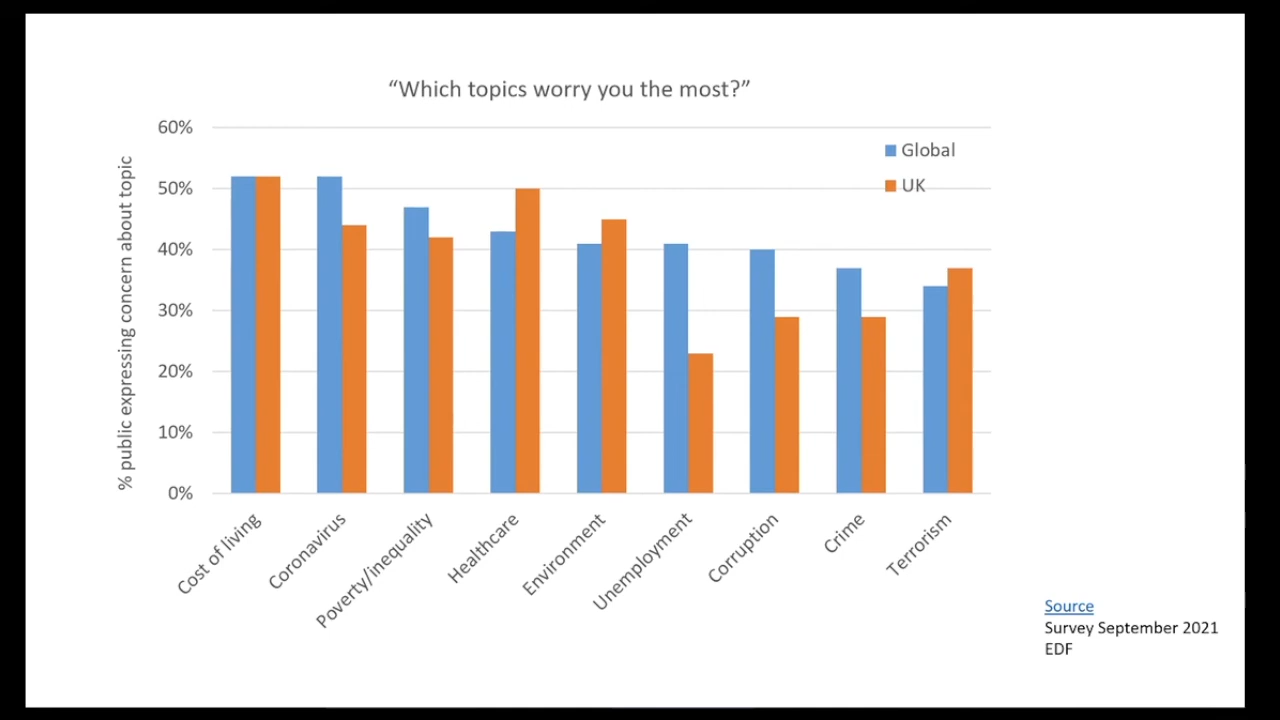 “Which topics worry you the most?”
60%
50%
40%
30%
20%
10%
0%
% public expressing concern about topic
Global
UK
Cost of living
Coronavirus
Poverty/inequality
Healthcare
Environment
Unemployment
Corruption
Crime
Terrorism
Source
Survey September 2021
EDF